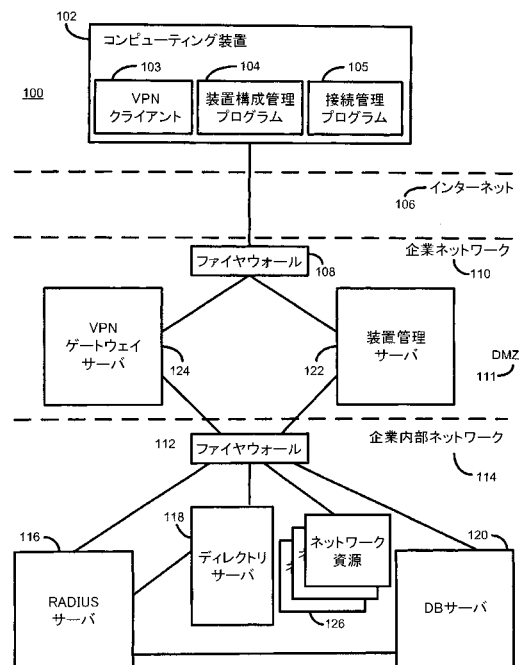 102
コンピューティング装置
100
103
104
105
VPN
クライアント
装置構成管理
プログラム
接続管理
プログラム
インターネット
106
企業ネットワーク
ファイヤウォール
108
110
VPN
ゲートウェイ
サーバ
124
122
装置管理
サーバ
DMZ
111
112
ファイヤウォール
企業内部ネットワーク
114
116
118
120
ディレクトリ
サーバ
ネットワーク
資源
126
RADIUS
サーバ
DBサーバ